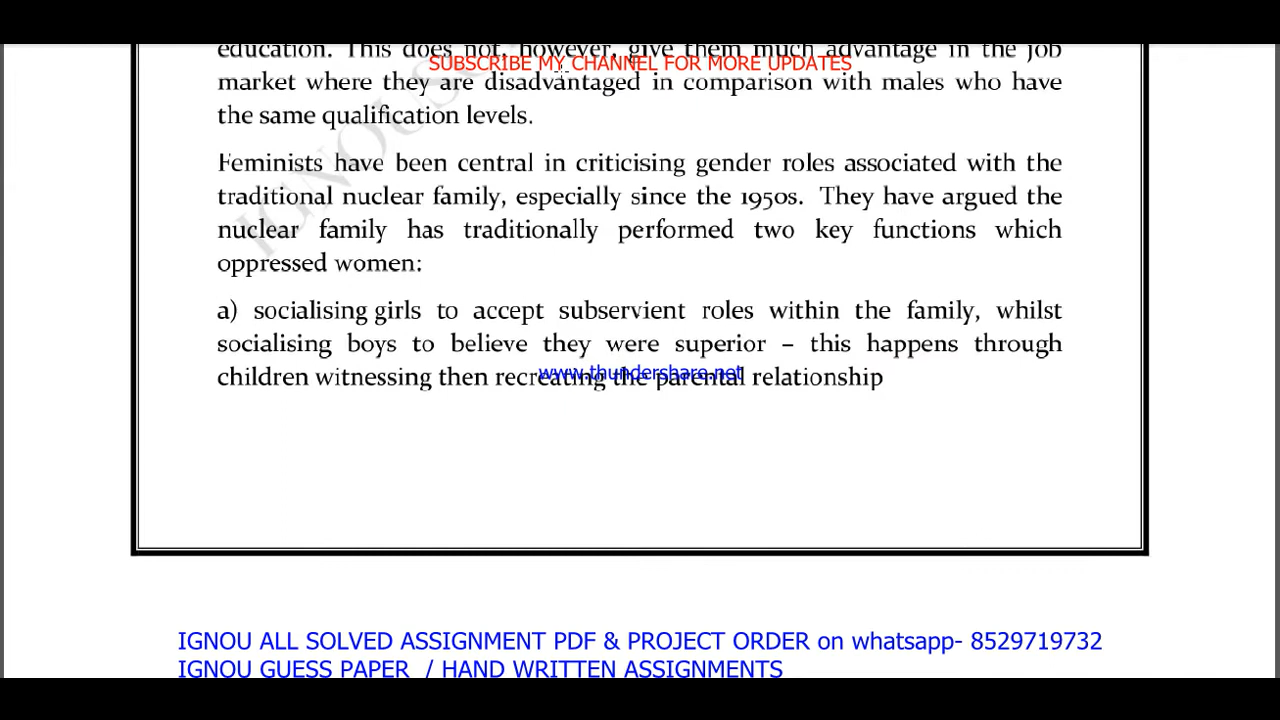 education. This does not, however, give them much advantage in the job
SUBSCRIBE MY CHANNEL FOR MORE UPDATES
market where they are disadvantaged in comparison with males who have
the same qualification levels.
Feminists have been central in criticising gender roles associated with the
traditional nuclear family, especially since the 1950s. They have argued the
nuclear family has traditionally performed two key functions which
oppressed women:
a) socialising girls to accept subservient roles within the family, whilst
socialising boys to believe they were superior – this happens through
www.thundershare.net
children witnessing then recreating the parental relationship
IGNOU ALL SOLVED ASSIGNMENT PDF & PROJECT ORDER on whatsapp- 8529719732
IGNOU GUESS PAPER / HAND WRITTEN ASSIGNMENTS
IGNOU